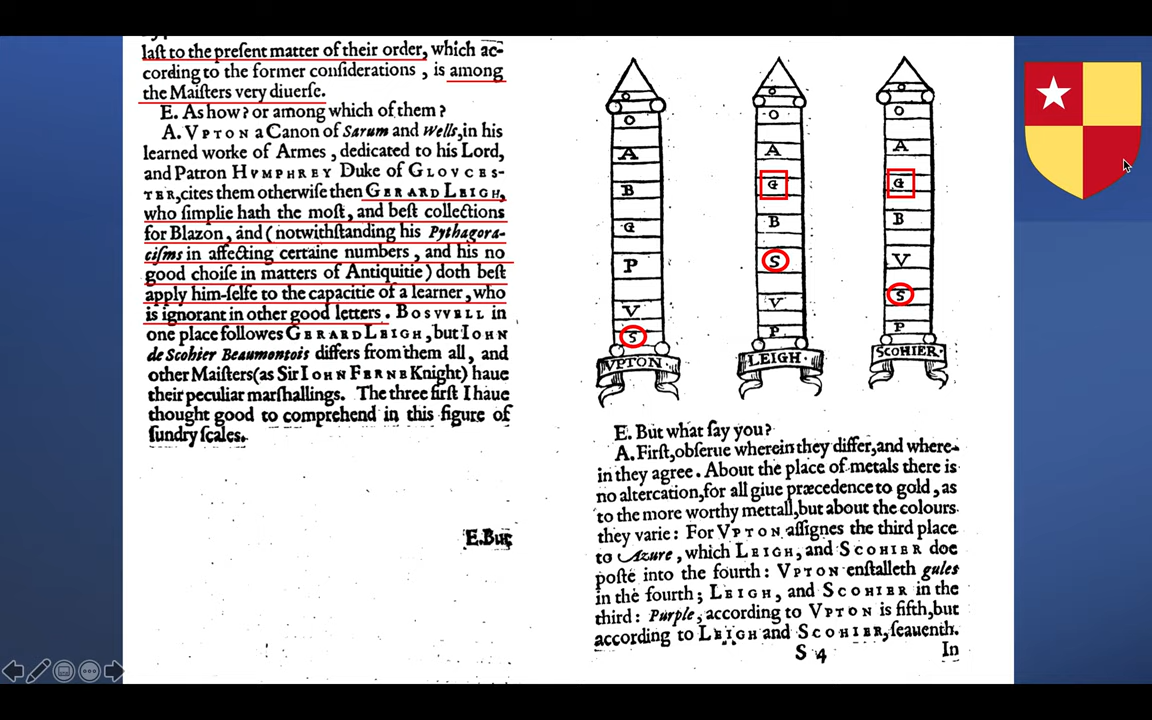 laſt to the preſent matter of their order, which ac-
cording to the former conſiderations , is among
the Maiſters very diuerſe.
E. As how? or among which of them?
A. VPTON a Canon of Sarum and Wells, in his
learned worke of Armes , dedicated to his Lord,
and Patron HVMPHREY Duke of GLOVCES-
TER, cites them otherwiſe then GERARD LEIGH,
who ſimplie hath the moſt, and beſt collections
for Blazon, and (notwithſtanding his Pythagora-
ciſms in affecting certaine numbers, and his no
good choiſe in matters of Antiquitie) doth beſt
apply him-ſelfe to the capacitie of a learner, who
is ignorant in other good letters. BOSVVELL in
one place followes GERARD LEIGH, but IOHN
de Scohier Beaumontois differs from them all, and
other Maiſters (as Sir IOHN FERNE Knight) haue
their peculiar marſhallings. The three firſt I haue
thought good to comprehend in this figure of
ſundry ſcales.
E. But
O
O
A
B
G
P
V
S
VPTON
O
O
A
G
B
S
V
P
LEIGH
O
O
A
G
B
V
S
P
SCOHIER
E. But what ſay you?
A. Firſt, obſerue wherein they differ, and where-
in they agree. About the place of metals there is
no altercation, for all giue præcedence to gold, as
to the more worthy mettall, but about the colours
they varie: For VPTON aſſignes the third place
to Azure, which LEIGH, and SCOHIER doe
poſte into the fourth: VPTON enſtalleth gules
in the fourth; LEIGH, and SCOHIER in the
third: Purple, according to VPTON is fifth, but
according to LEIGH and SCOHIER, ſeauenth.
S 4 In